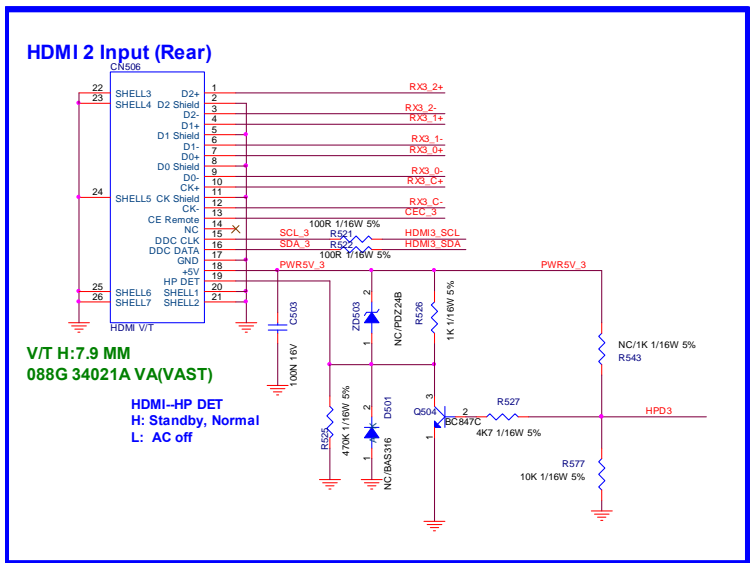 HDMI 2 Input (Rear)
CN506
22 SHELL3 D2+ 1 RX3_2+
23 SHELL4 D2 Shield 2
D2- 3 RX3_2-
D1+ 4 RX3_1+
D1 Shield 5
D1- 6 RX3_1-
D0+ 7 RX3_0+
D0 Shield 8
D0- 9 RX3_0-
CK+ 10 RX3_C+
24 SHELL5 CK Shield 11
CK- 12 RX3_C-
CE Remote 13 CEC_3
NC 14 100R 1/16W 5%
DDC CLK 15 SCL_3 R521 HDMI3_SCL
DDC DATA 16 SDA_3 R522 HDMI3_SDA
GND 17 100R 1/16W 5%
+5V 18 PWR5V_3 PWR5V_3
HP DET 19
25 SHELL6 SHELL1 20
26 SHELL7 SHELL2 21
HDMI V/T
C503
100N 16V
2
ZD503
1
NC/PDZ24B
R526
1K 1/16W 5%
NC/1K 1/16W 5%
R543
V/T H:7.9 MM
088G 34021A VA(VAST)
HDMI--HP DET
H: Standby, Normal
L: AC off
R525
470K 1/16W 5%
2
D501
1
NC/BAS316
3
Q504
2
BC847C
1
R527
4K7 1/16W 5%
HPD3
R577
10K 1/16W 5%